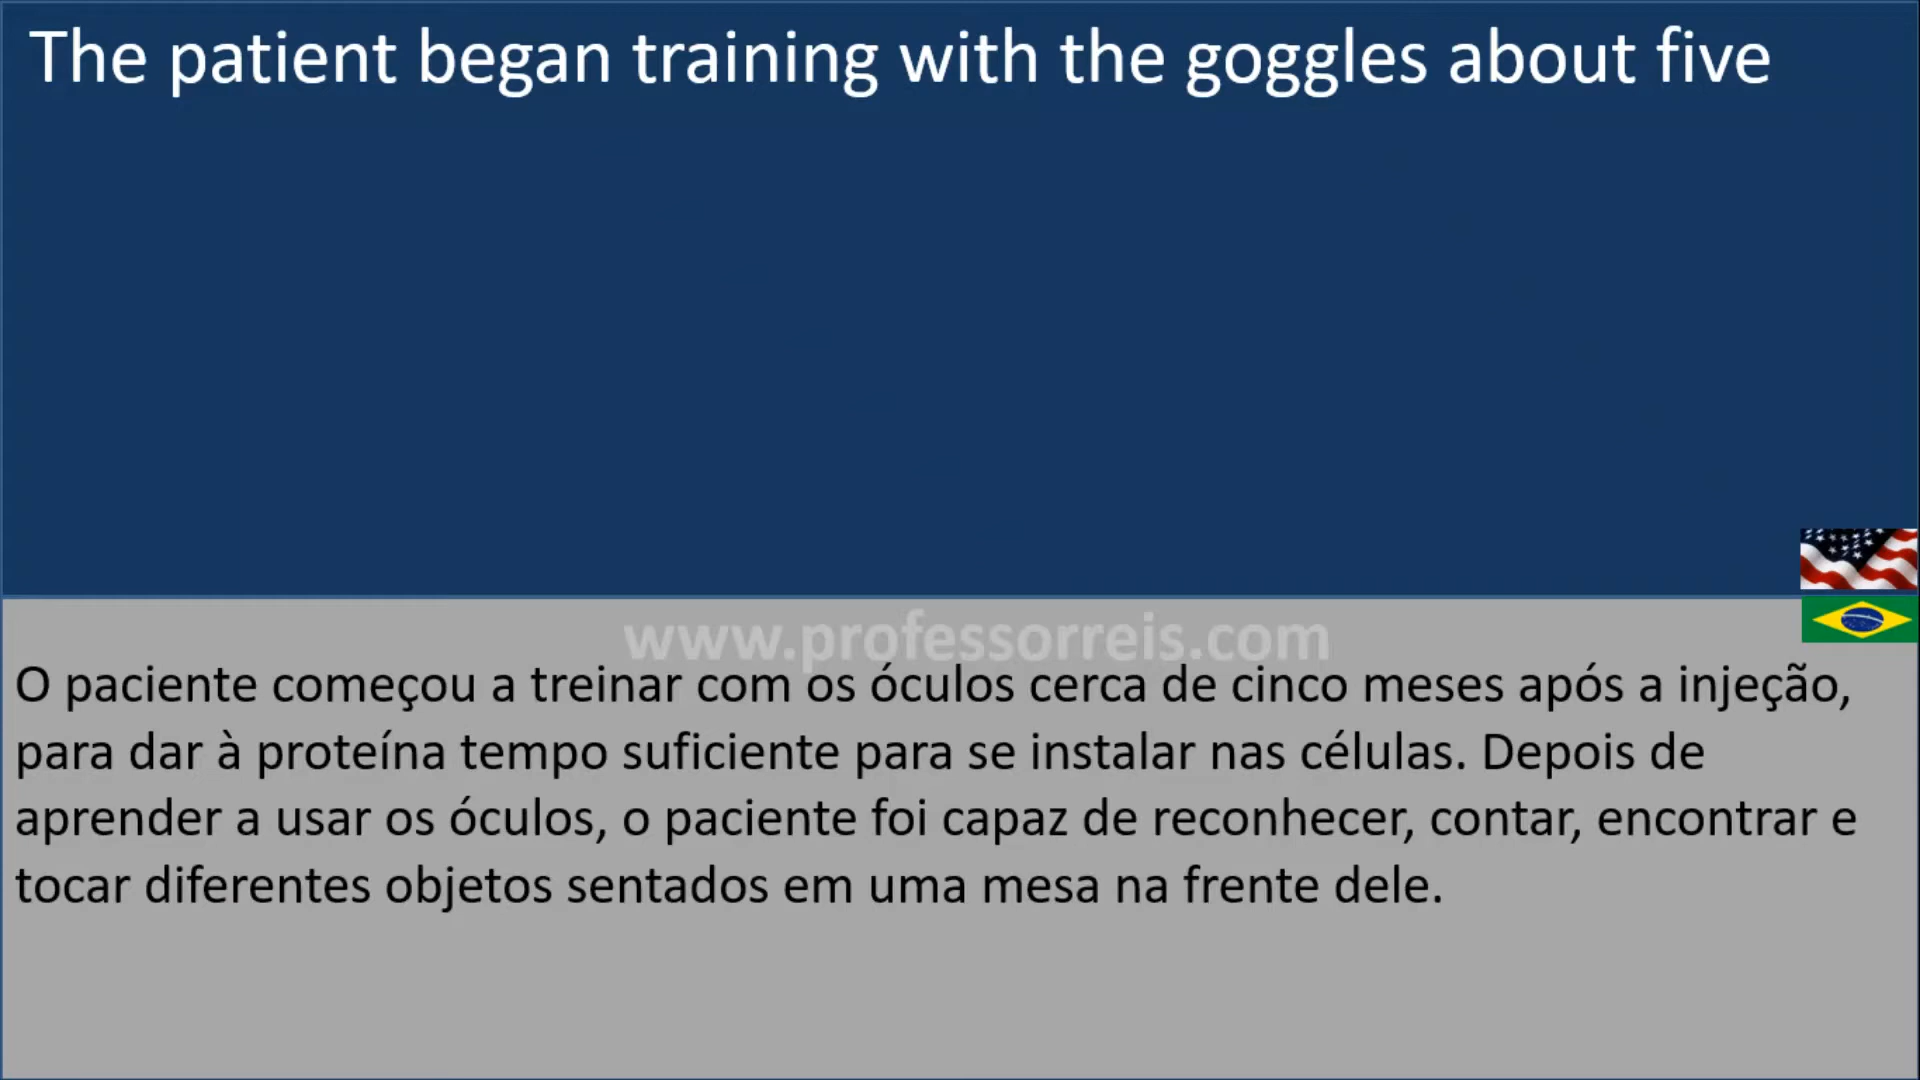 The patient began training with the goggles about five
www.professorreis.com
O paciente começou a treinar com os óculos cerca de cinco meses após a injeção,
para dar à proteína tempo suficiente para se instalar nas células. Depois de
aprender a usar os óculos, o paciente foi capaz de reconhecer, contar, encontrar e
tocar diferentes objetos sentados em uma mesa na frente dele.